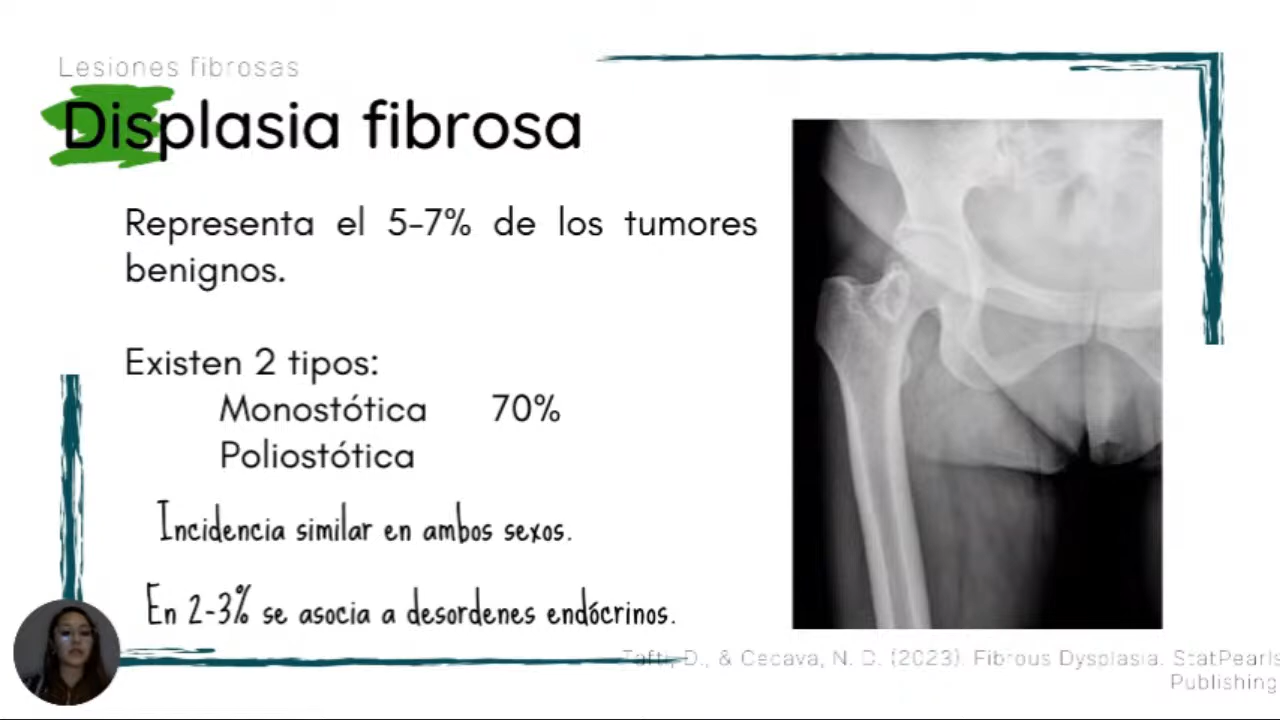 Lesiones fibrosas
Displasia fibrosa
Representa el 5-7% de los tumores
benignos.
Existen 2 tipos:
Monostótica 70%
Poliostótica
Incidencia similar en ambos sexos.
En 2-3% se asocia a desordenes endócrinos.
Tafti, D., & Cecava, N. D. (2023). Fibrous Dysplasia. StatPearls
Publishing